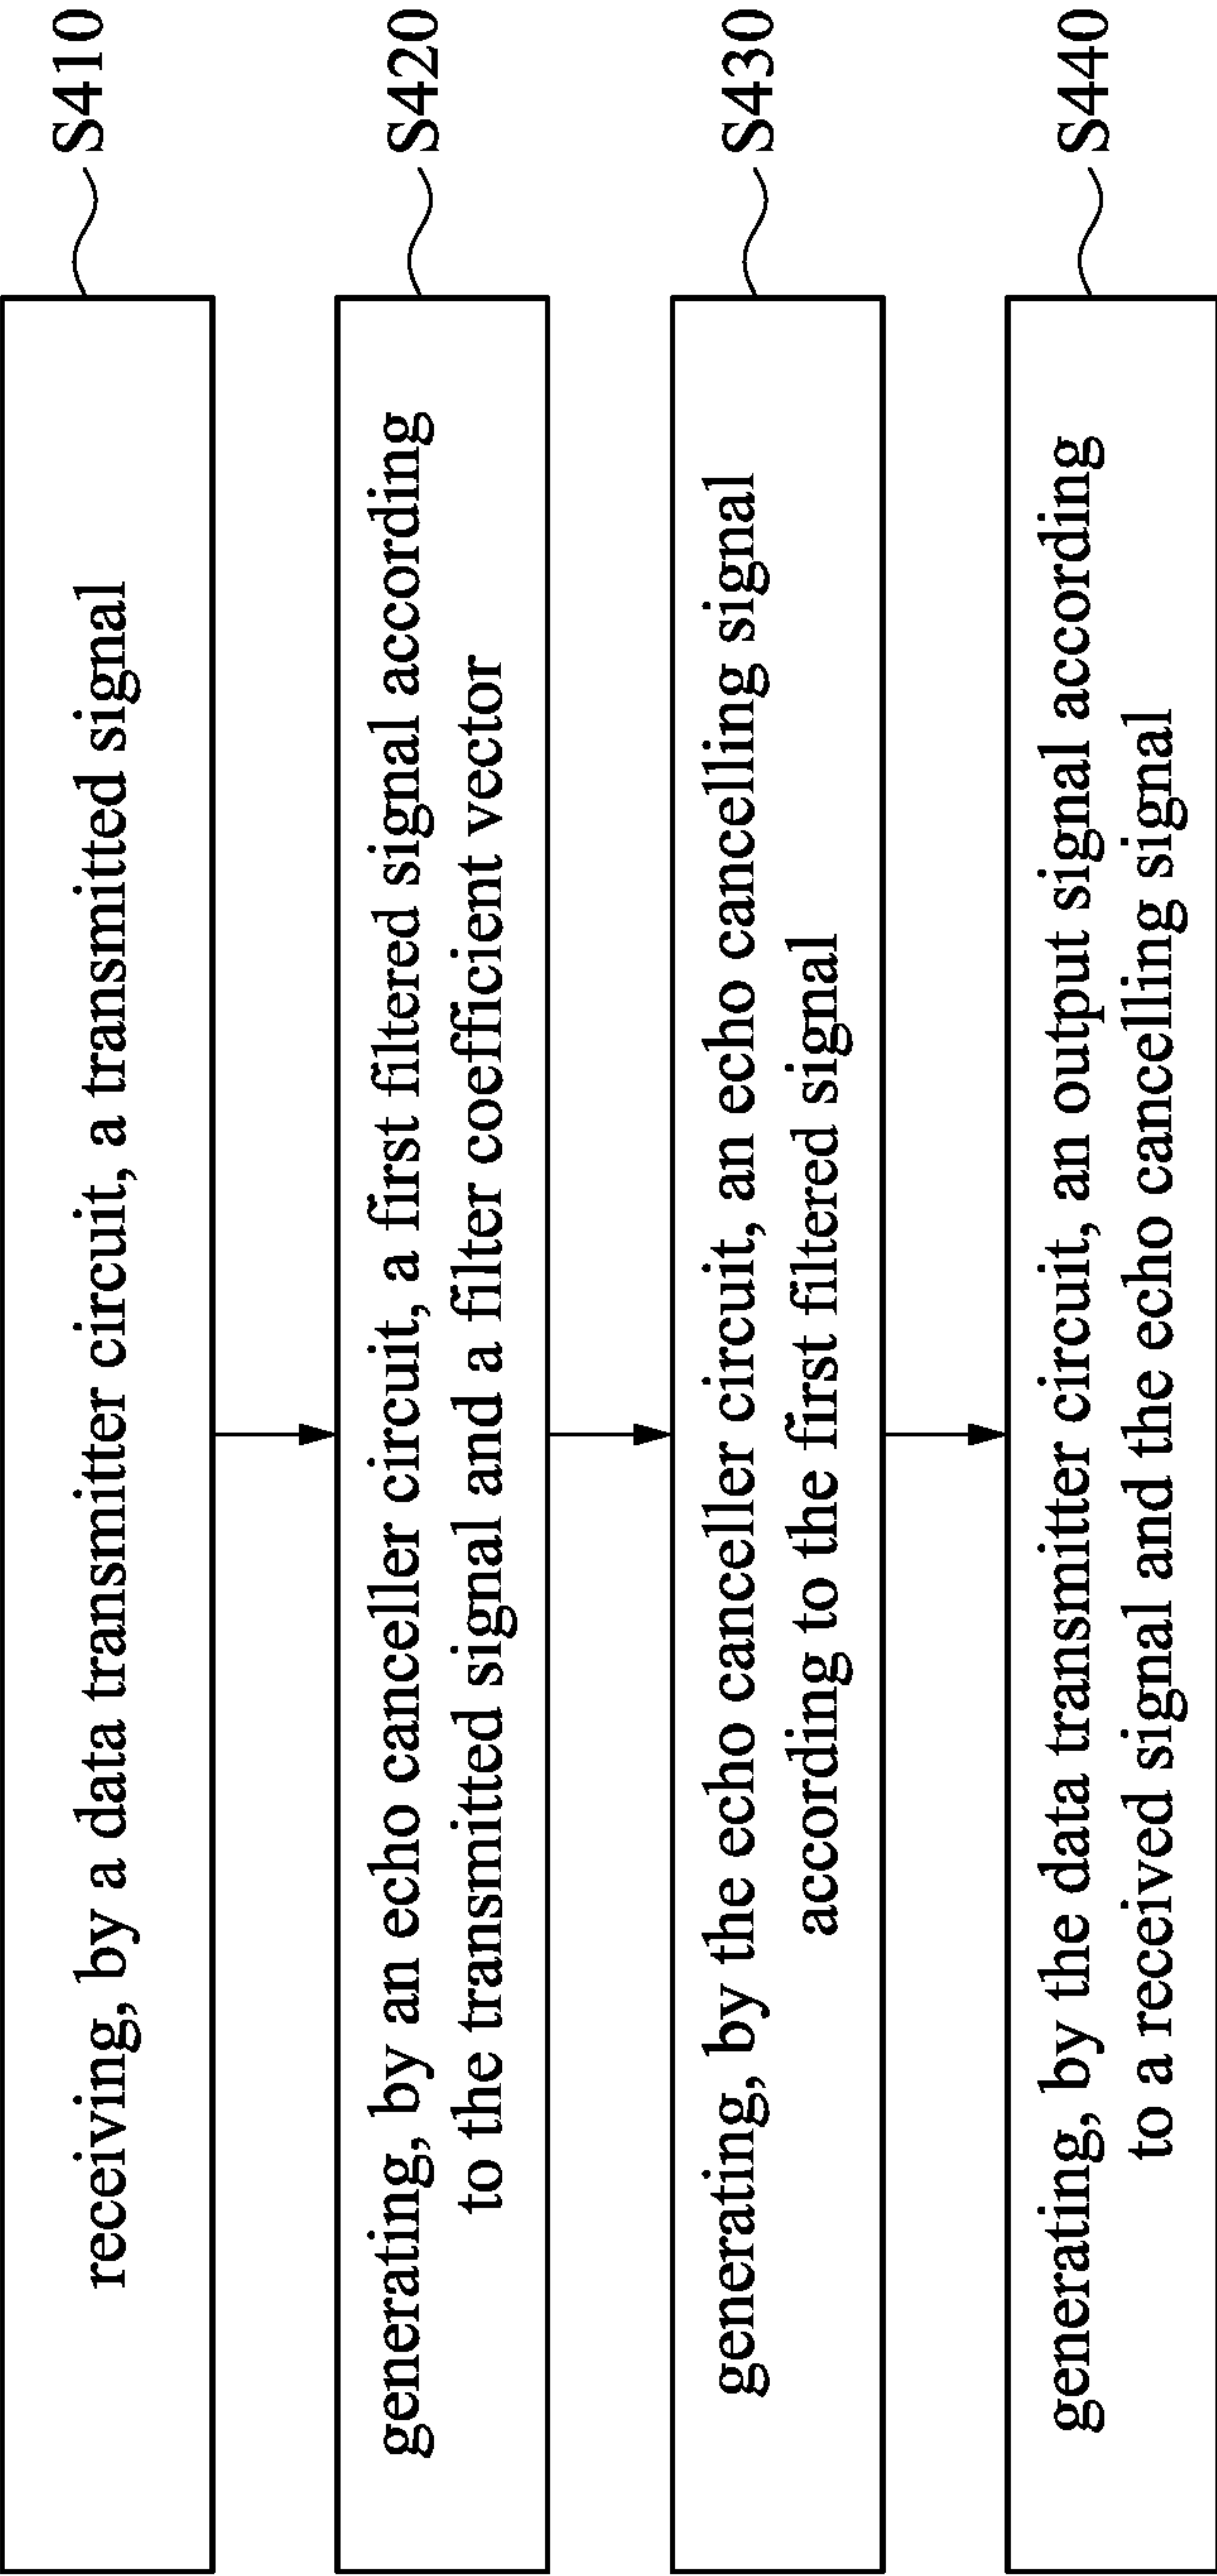 receiving, by a data transmitter circuit, a transmitted signal
S410
generating, by an echo canceller circuit, a first filtered signal according
to the transmitted signal and a filter coefficient vector
S420
generating, by the echo canceller circuit, an echo cancelling signal
according to the first filtered signal
S430
generating, by the data transmitter circuit, an output signal according
to a received signal and the echo cancelling signal
S440